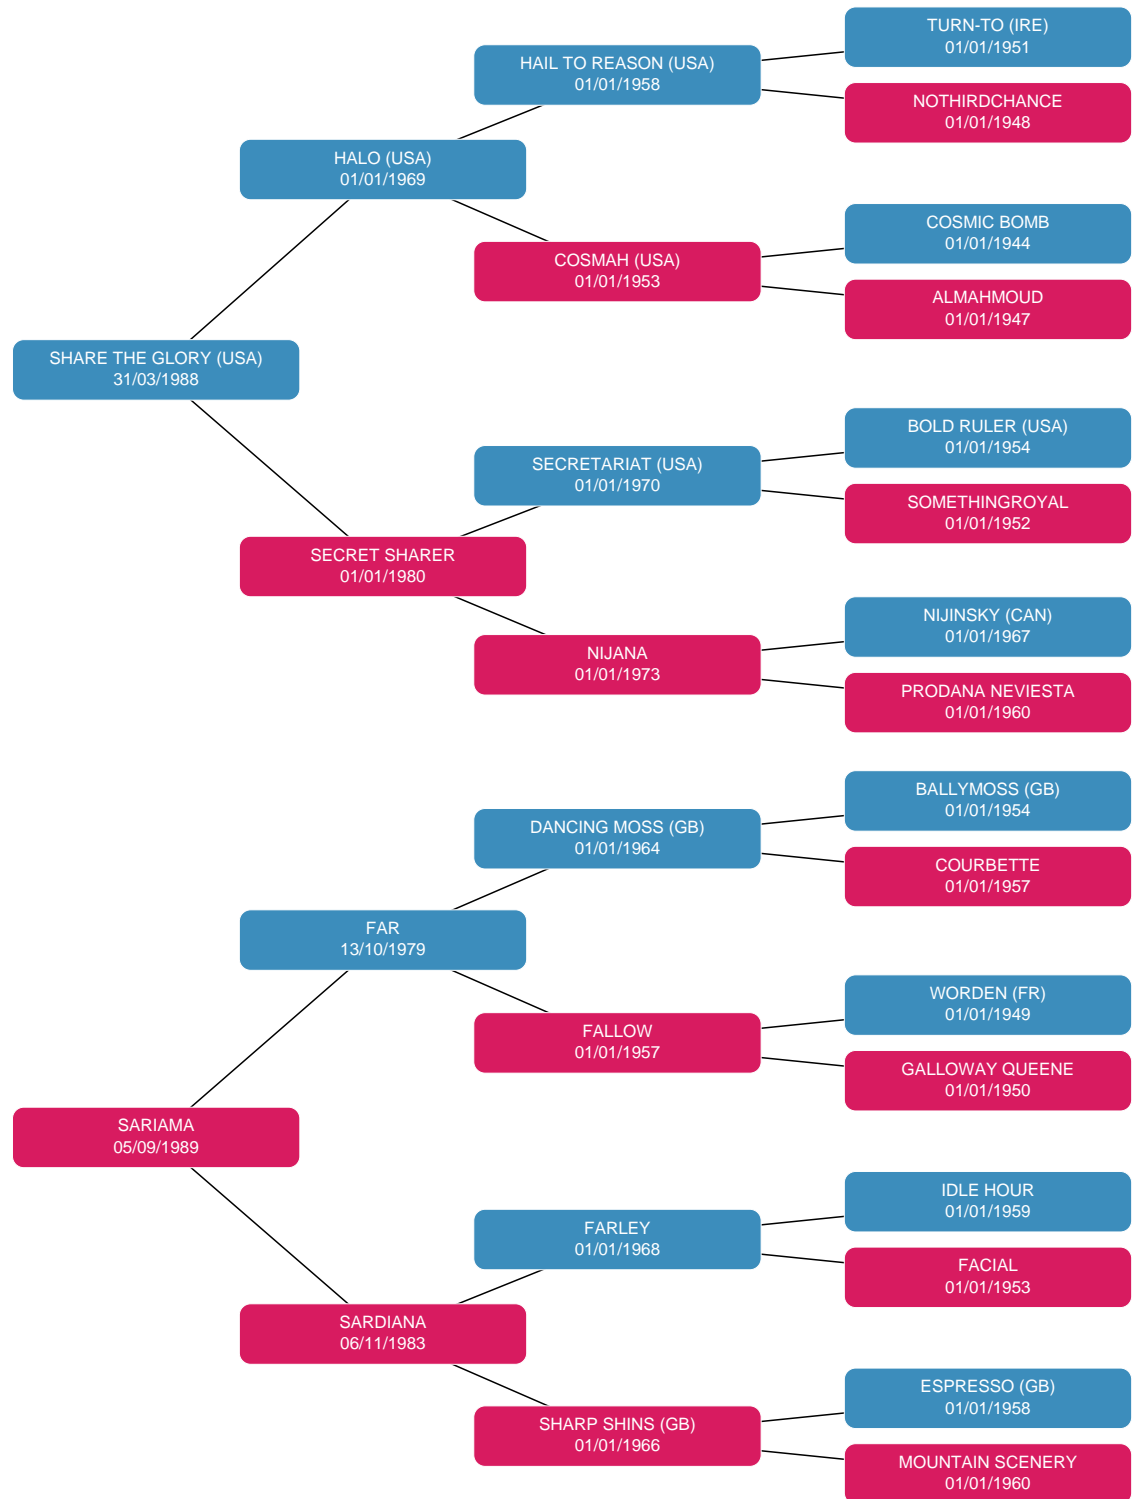 TURN-TO (IRE)
01/01/1951
HAIL TO REASON (USA)
01/01/1958
NOTHIRDCHANCE
01/01/1948
HALO (USA)
01/01/1969
COSMIC BOMB
01/01/1944
COSMAH (USA)
01/01/1953
ALMAHMOUD
01/01/1947
SHARE THE GLORY (USA)
31/03/1988
BOLD RULER (USA)
01/01/1954
SECRETARIAT (USA)
01/01/1970
SOMETHINGROYAL
01/01/1952
SECRET SHARER
01/01/1980
NIJINSKY (CAN)
01/01/1967
NIJANA
01/01/1973
PRODANA NEVIESTA
01/01/1960
BALLYMOSS (GB)
01/01/1954
DANCING MOSS (GB)
01/01/1964
COURBETTE
01/01/1957
FAR
13/10/1979
WORDEN (FR)
01/01/1949
FALLOW
01/01/1957
GALLOWAY QUEENE
01/01/1950
SARIAMA
05/09/1989
IDLE HOUR
01/01/1959
FARLEY
01/01/1968
FACIAL
01/01/1953
SARDIANA
06/11/1983
ESPRESSO (GB)
01/01/1958
SHARP SHINS (GB)
01/01/1966
MOUNTAIN SCENERY
01/01/1960